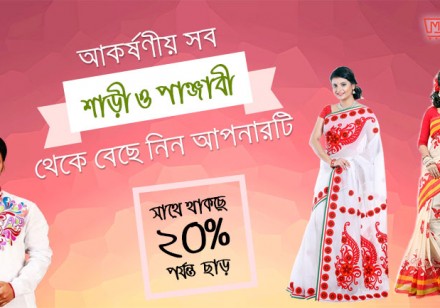 আকর্ষণীয় সব
শাড়ী ও পাঞ্জাবী
থেকে বেছে নিন আপনারটি
সাথে থাকছে
২০%
পর্যন্ত ছাড়